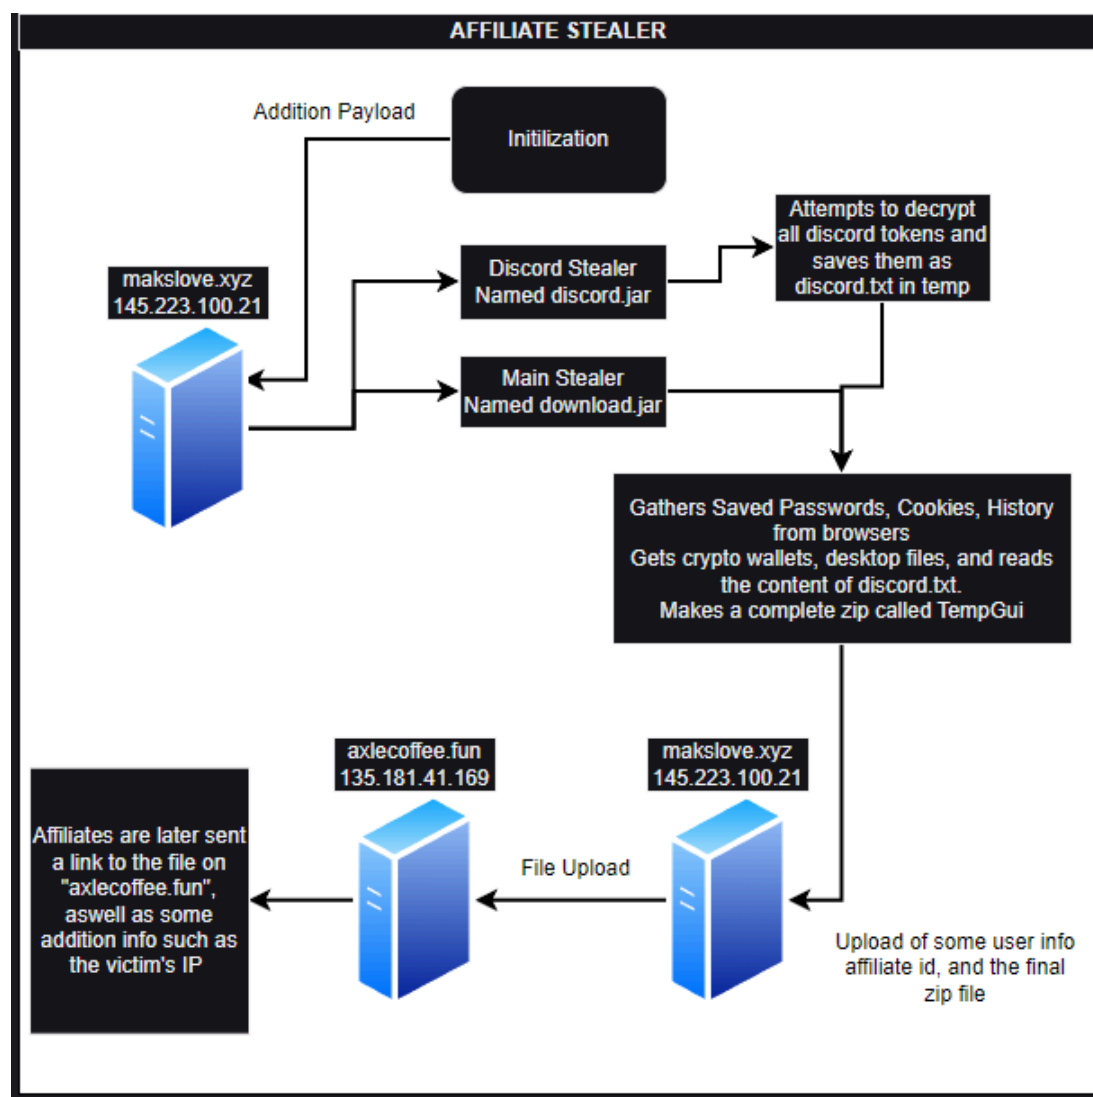 AFFILIATE STEALER
Addition Payload
Initilization
Attempts to decrypt
all discord tokens and
saves them as
discord.txt in temp
makslove.xyz
145.223.100.21
Discord Stealer
Named discord.jar
Main Stealer
Named download.jar
Gathers Saved Passwords, Cookies, History
from browsers
Gets crypto wallets, desktop files, and reads
the content of discord.txt.
Makes a complete zip called TempGui
axlecoffee.fun
135.181.41.169
makslove.xyz
145.223.100.21
Affiliates are later sent
a link to the file on
"axlecoffee.fun",
aswell as some
addition info such as
the victim's IP
File Upload
Upload of some user info
affiliate id, and the final
zip file